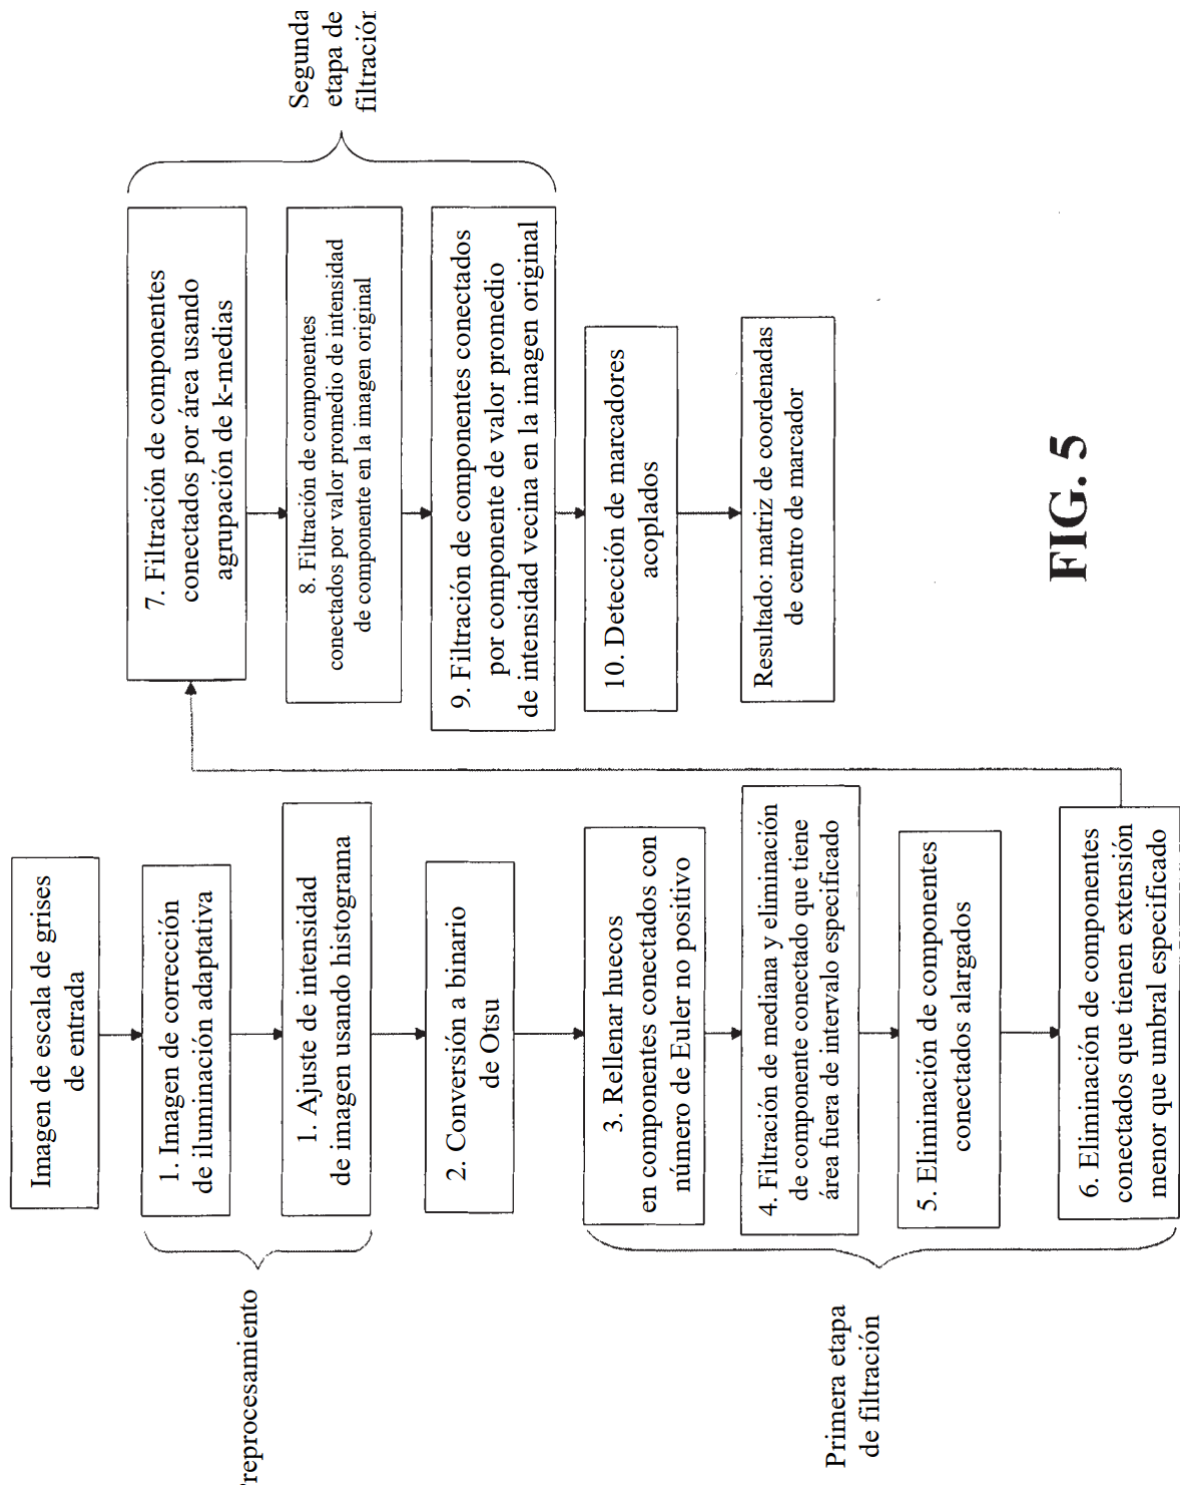 Imagen de escala de grises
de entrada
1. Imagen de corrección
de iluminación adaptativa
1. Ajuste de intensidad
de imagen usando histograma
Preprocesamiento
2. Conversión a binario
de Otsu
3. Rellenar huecos
en componentes conectados con
número de Euler no positivo
4. Filtración de mediana y eliminación
de componente conectado que tiene
área fuera de intervalo especificado
5. Eliminación de componentes
conectados alargados
6. Eliminación de componentes
conectados que tienen extensión
menor que umbral especificado
Primera etapa
de filtración
7. Filtración de componentes
conectados por área usando
agrupación de k-medias
8. Filtración de componentes
conectados por valor promedio de intensidad
de componente en la imagen original
9. Filtración de componentes conectados
por componente de valor promedio
de intensidad vecina en la imagen original
Segunda
etapa de
filtración
10. Detección de marcadores
acoplados
Resultado: matriz de coordenadas
de centro de marcador
FIG. 5